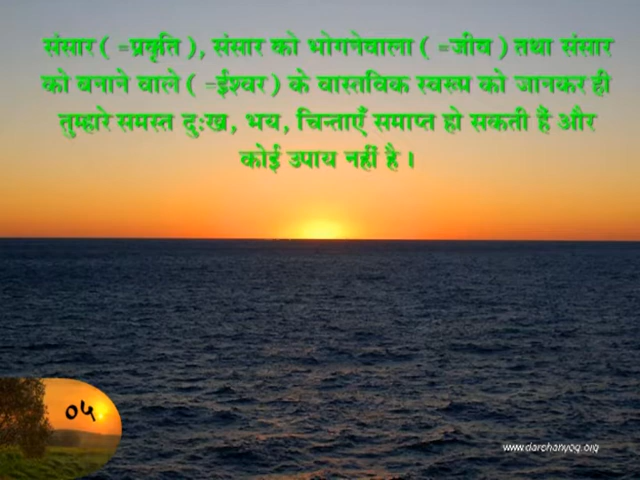 संसार ( =प्रकृति ), संसार को भोगनेवाला ( =जीव ) तथा संसार
को बनाने वाले ( =ईश्वर ) के वास्तविक स्वरूप को जानकर ही
तुम्हारे समस्त दुःख, भय, चिन्ताएँ समाप्त हो सकती हैं और
कोई उपाय नहीं है ।
०५
www.darshanyog.org